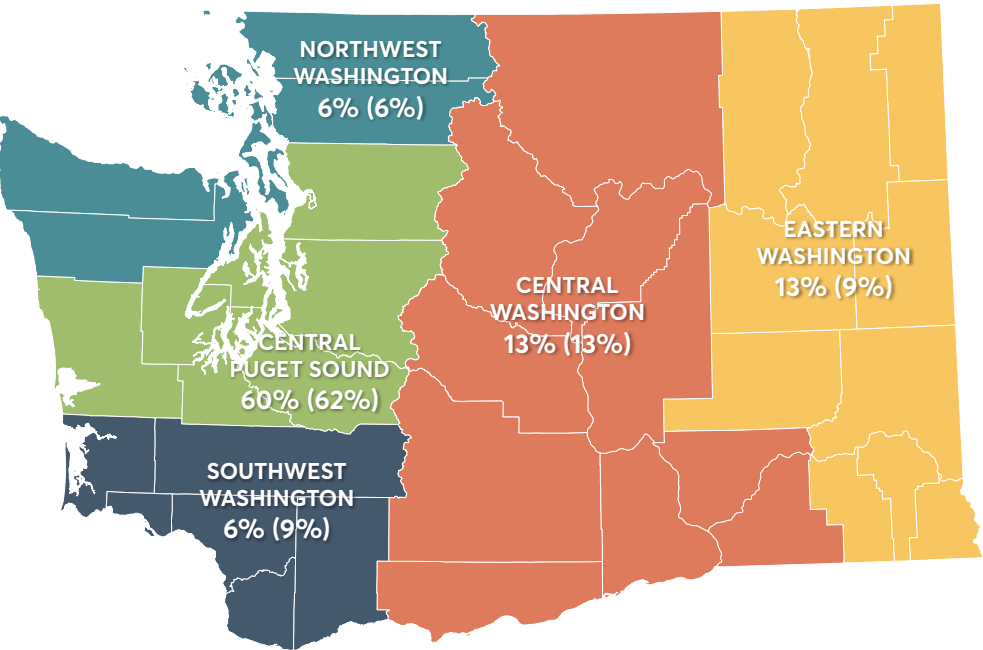 NORTHWEST
WASHINGTON
6% (6%)
EASTERN
WASHINGTON
13% (9%)
CENTRAL
WASHINGTON
13% (13%)
CENTRAL
PUGET SOUND
60% (62%)
SOUTHWEST
WASHINGTON
6% (9%)